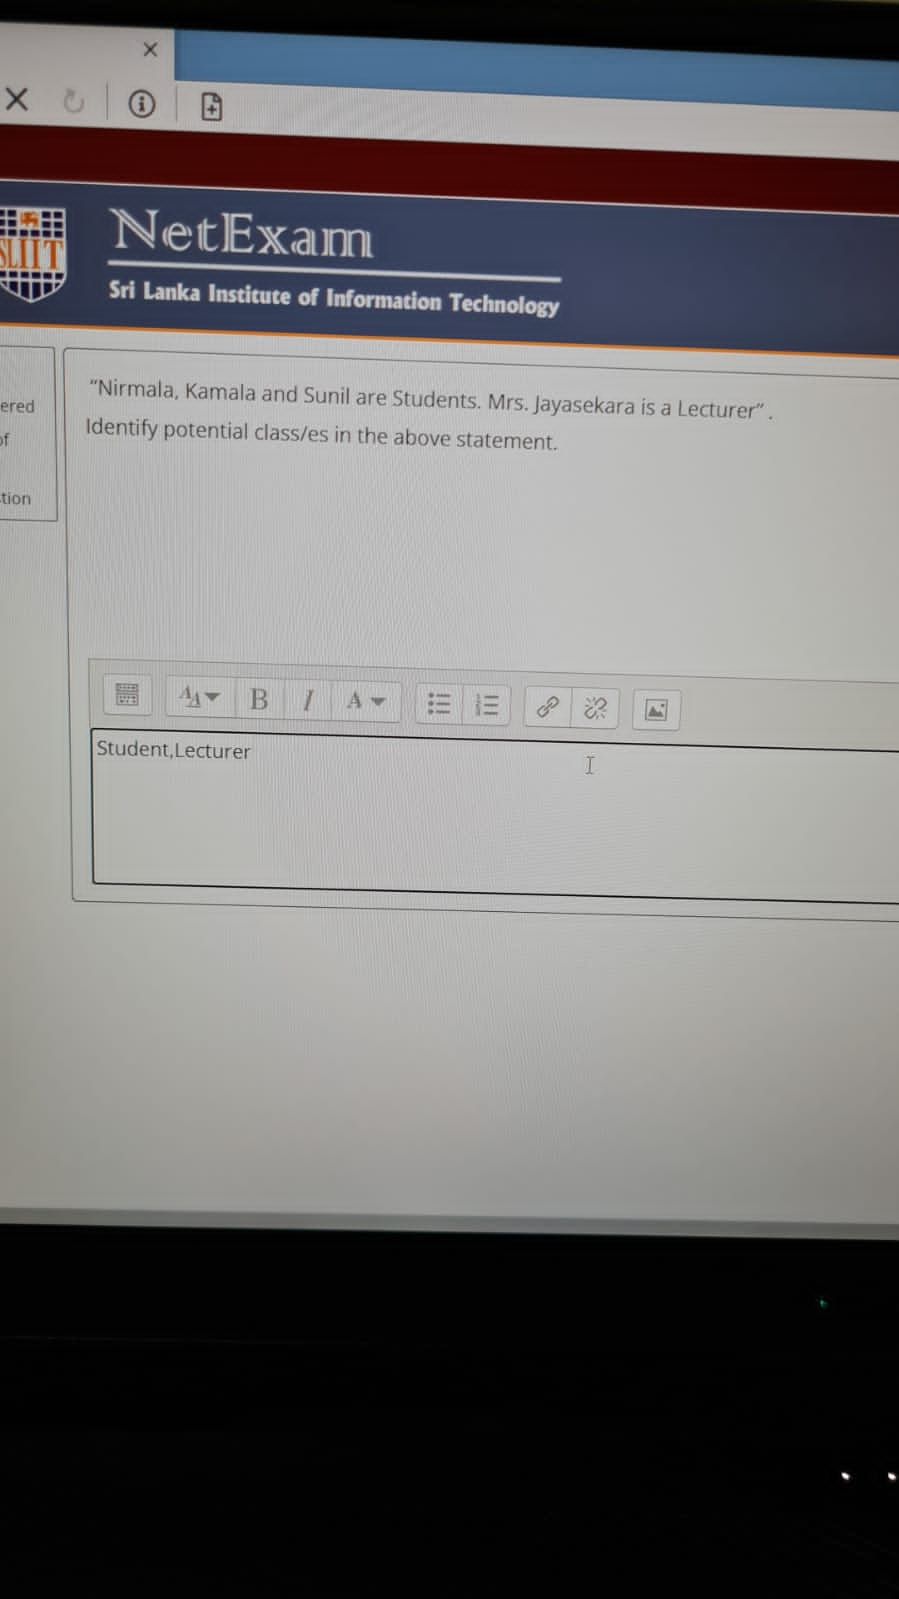 NetExam
SLIIT
Sri Lanka Institute of Information Technology
ered
of
tion
“Nirmala, Kamala and Sunil are Students. Mrs. Jayasekara is a Lecturer” .
Identify potential class/es in the above statement.
B I A
Student,Lecturer